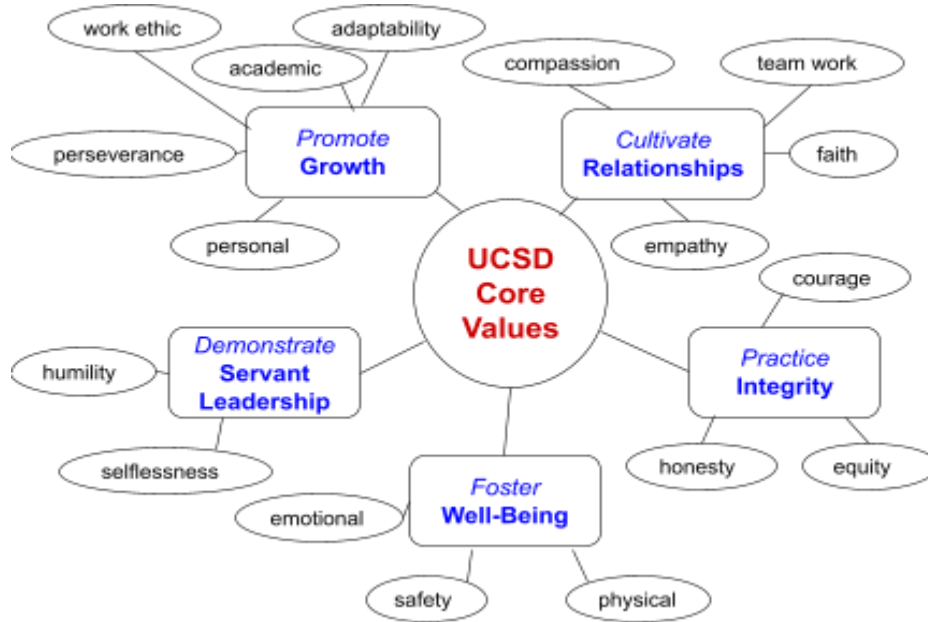 work ethic
adaptability
academic
compassion
team work
Promote
Growth
Cultivate
Relationships
perseverance
faith
personal
empathy
UCSD
Core
Values
courage
Demonstrate
Servant
Leadership
humility
Practice
Integrity
selflessness
honesty
equity
Foster
Well-Being
emotional
safety
physical